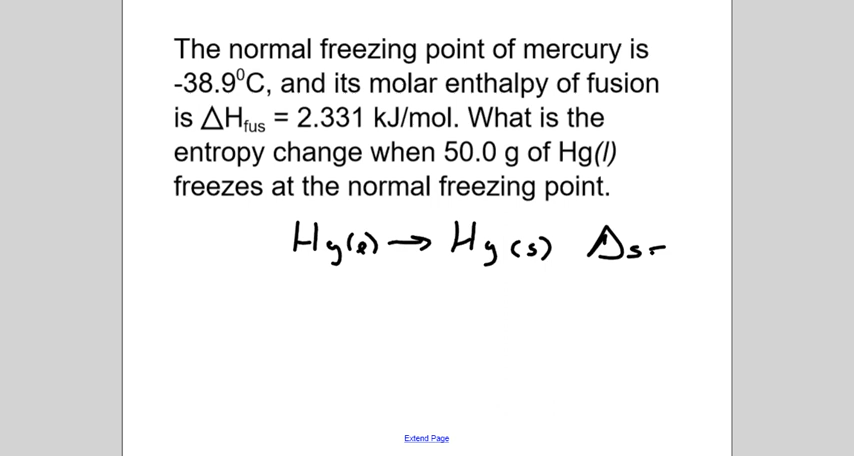 The normal freezing point of mercury is
-38.9⁰C, and its molar enthalpy of fusion
is △Hfus = 2.331 kJ/mol. What is the
entropy change when 50.0 g of Hg(l)
freezes at the normal freezing point.
Hg(l) → Hg(s) ΔS-
Extend Page